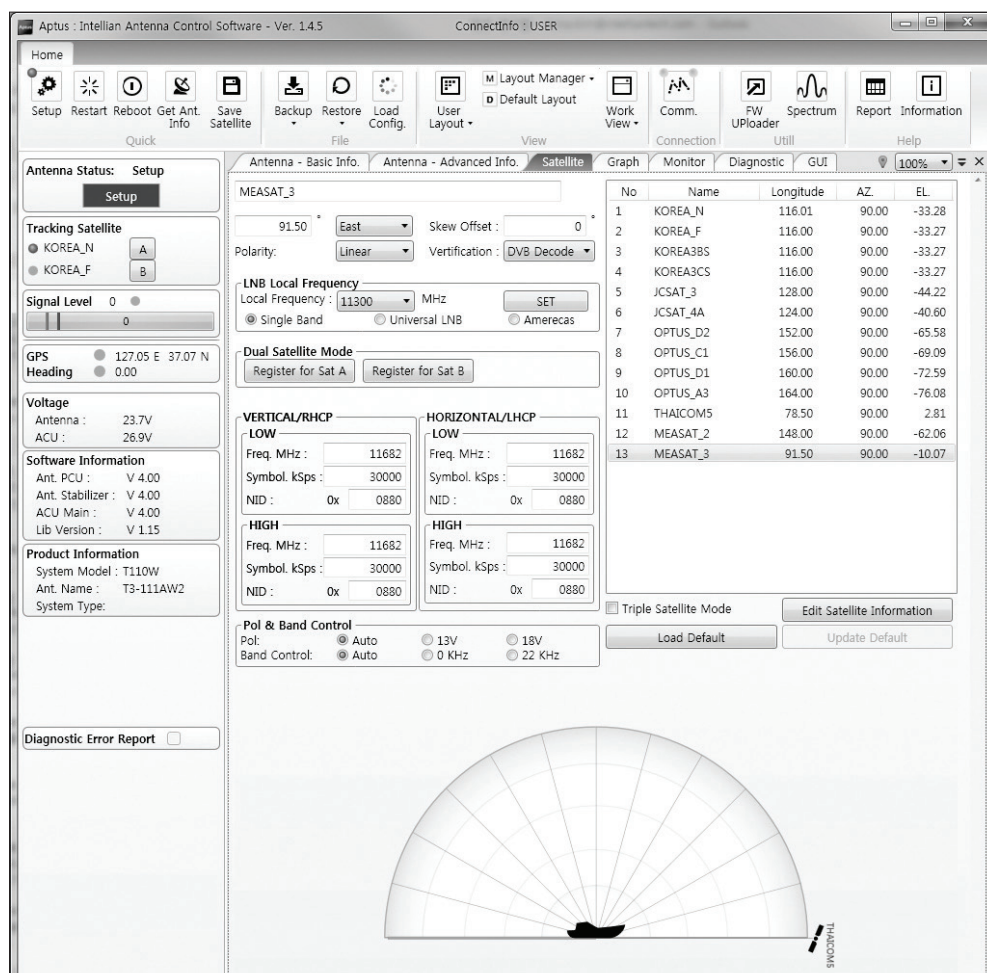 Aptus : Intellian Antenna Control Software - Ver. 1.4.5 ConnectInfo : USER
Home
Setup Restart Reboot Get Ant. Info Save Satellite Backup Restore Load Config. User Layout M Layout Manager D Default Layout Work View Comm. FW UPloader Spectrum Report Information
Quick File View Connection Utill Help
Antenna Status: Setup
Setup
Tracking Satellite
KOREA_N A
KOREA_F B
Signal Level 0
0
GPS 127.05 E 37.07 N
Heading 0.00
Voltage
Antenna : 23.7V
ACU : 26.9V
Software Information
Ant. PCU : V 4.00
Ant. Stabilizer : V 4.00
ACU Main : V 4.00
Lib Version : V 1.15
Product Information
System Model : T110W
Ant. Name : T3-111AW2
System Type:
Diagnostic Error Report
Antenna - Basic Info. Antenna - Advanced Info. Satellite Graph Monitor Diagnostic GUI 100%
MEASAT_3
91.50 ° East Skew Offset : 0 °
Polarity: Linear Vertification : DVB Decode
LNB Local Frequency
Local Frequency : 11300 MHz SET
Single Band Universal LNB Amerecas
Dual Satellite Mode
Register for Sat A Register for Sat B
VERTICAL/RHCP
LOW
Freq. MHz : 11682
Symbol. kSps : 30000
NID : 0x 0880
HIGH
Freq. MHz : 11682
Symbol. kSps : 30000
NID : 0x 0880
HORIZONTAL/LHCP
LOW
Freq. MHz : 11682
Symbol. kSps : 30000
NID : 0x 0880
HIGH
Freq. MHz : 11682
Symbol. kSps : 30000
NID : 0x 0880
Pol & Band Control
Pol: Auto 13V 18V
Band Control: Auto 0 KHz 22 KHz
No Name Longitude AZ. EL.
1 KOREA_N 116.01 90.00 -33.28
2 KOREA_F 116.00 90.00 -33.27
3 KOREA3BS 116.00 90.00 -33.27
4 KOREA3CS 116.00 90.00 -33.27
5 JCSAT_3 128.00 90.00 -44.22
6 JCSAT_4A 124.00 90.00 -40.60
7 OPTUS_D2 152.00 90.00 -65.58
8 OPTUS_C1 156.00 90.00 -69.09
9 OPTUS_D1 160.00 90.00 -72.59
10 OPTUS_A3 164.00 90.00 -76.08
11 THAICOM5 78.50 90.00 2.81
12 MEASAT_2 148.00 90.00 -62.06
13 MEASAT_3 91.50 90.00 -10.07
Triple Satellite Mode Edit Satellite Information
Load Default Update Default
THAICOM5